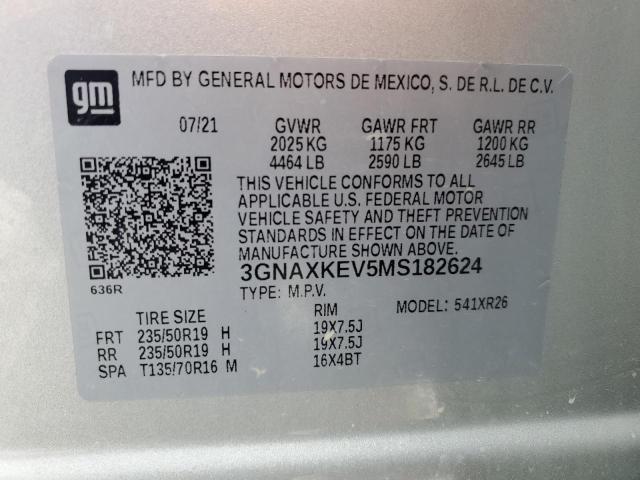 gm
MFD BY GENERAL MOTORS DE MEXICO, S. DE R.L. DE C.V.
07/21 GVWR GAWR FRT GAWR RR
2025 KG 1175 KG 1200 KG
4464 LB 2590 LB 2645 LB
THIS VEHICLE CONFORMS TO ALL
APPLICABLE U.S. FEDERAL MOTOR
VEHICLE SAFETY AND THEFT PREVENTION
STANDARDS IN EFFECT ON THE DATE OF
MANUFACTURE SHOWN ABOVE.
3GNAXKEV5MS182624
636R
TYPE: M.P.V. MODEL: 541XR26
TIRE SIZE RIM
FRT 235/50R19 H 19X7.5J
RR 235/50R19 H 19X7.5J
SPA T135/70R16 M 16X4BT